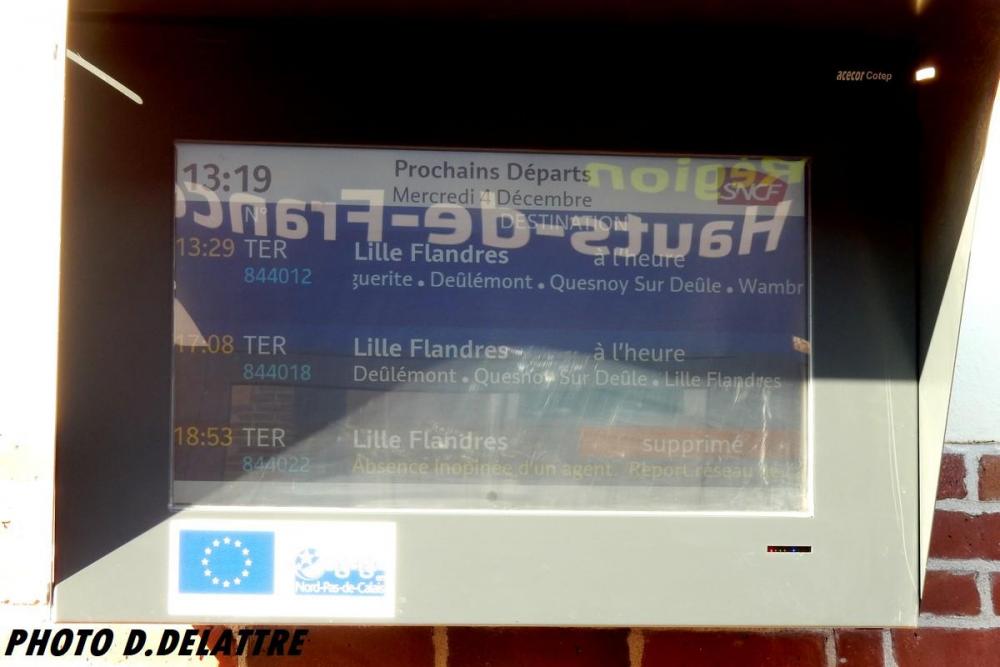 acecor Cotep
13:19 Prochains Départs SNCF
Mercredi 4 Décembre
Région
Hauts-de-France
N° DESTINATION
13:29 TER Lille Flandres à l'heure
844012 guerite • Deûlémont • Quesnoy Sur Deûle • Wambr
17:08 TER Lille Flandres à l'heure
844018 Deûlémont • Quesnoy Sur Deûle • Lille Flandres
18:53 TER Lille Flandres supprimé
844022 Absence inopinée d'un agent Report réseau
Nord-Pas-de-Calais
PHOTO D.DELATTRE